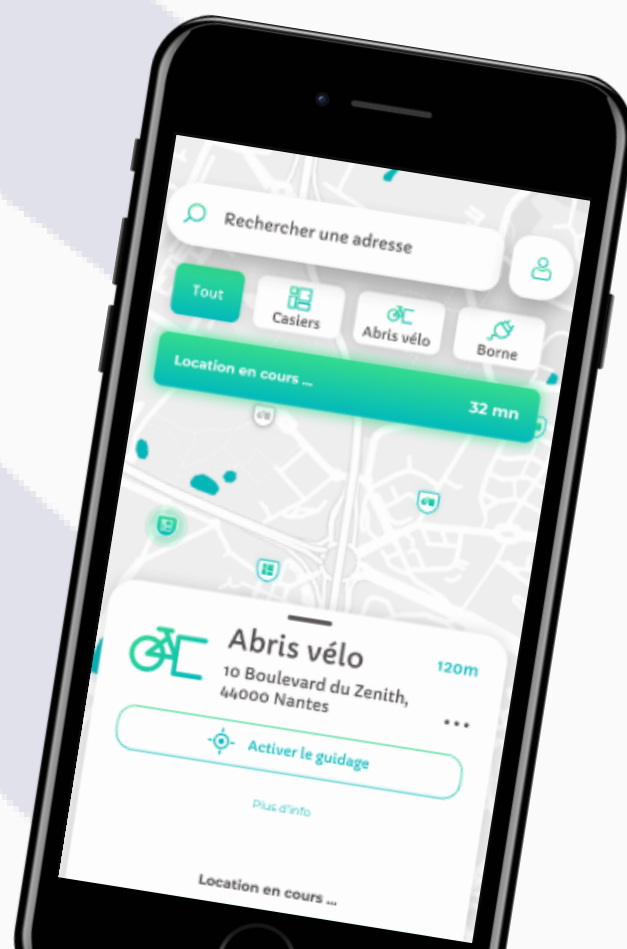 Rechercher une adresse
Tout
Casiers
Abris vélo
Borne
Location en cours ...
32 mn
Abris vélo
120m
10 Boulevard du Zenith,
44000 Nantes
Activer le guidage
Plus d'info
Location en cours ...